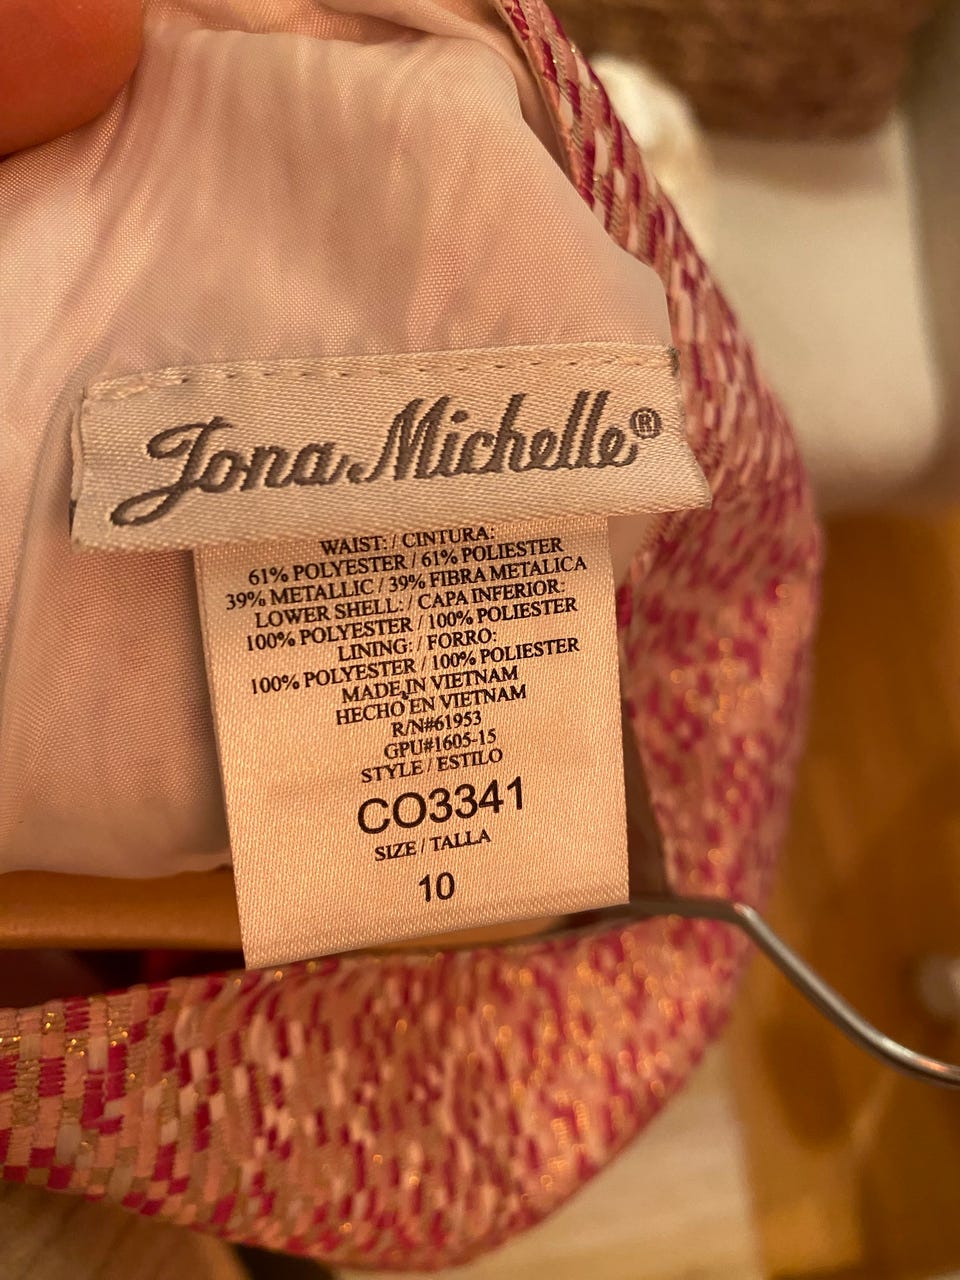 Jona Michelle®
WAIST: / CINTURA:
61% POLYESTER / 61% POLIESTER
39% METALLIC / 39% FIBRA METALICA
LOWER SHELL: / CAPA INFERIOR:
100% POLYESTER / 100% POLIESTER
LINING: / FORRO:
100% POLYESTER / 100% POLIESTER
MADE IN VIETNAM
HECHO EN VIETNAM
R/N#61953
GPU#1605-15
STYLE / ESTILO
CO3341
SIZE / TALLA
10